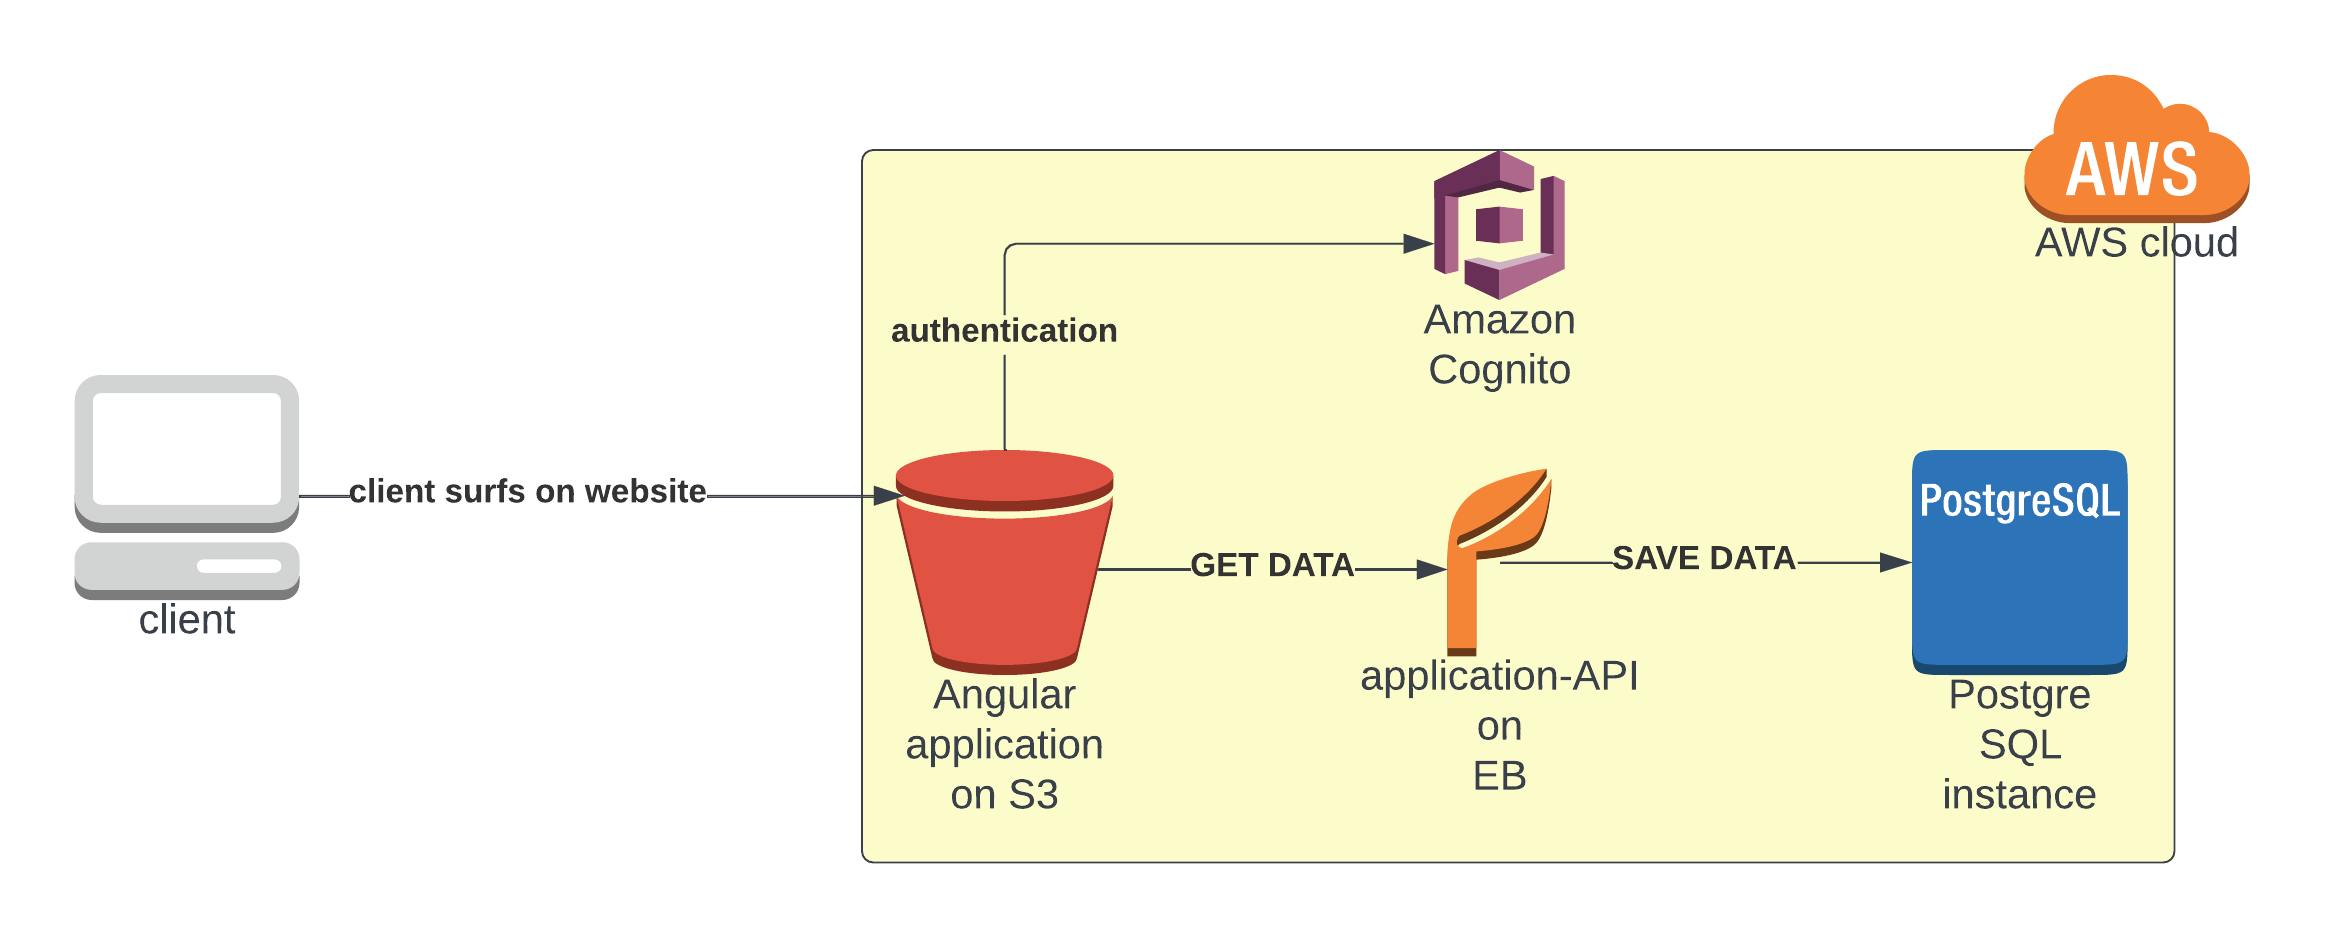 AWS
AWS cloud
Amazon
Cognito
authentication
client surfs on website
client
PostgreSQL
GET DATA
SAVE DATA
Angular
application
on S3
application-API
on
EB
Postgre
SQL
instance